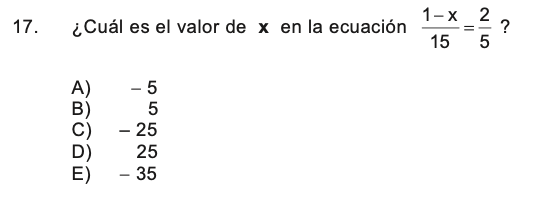 17. ¿Cuál es el valor de x en la ecuación (1-x)/15 = 2/5 ?
A) – 5
B) 5
C) – 25
D) 25
E) – 35